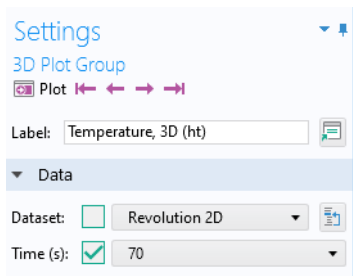 Settings
3D Plot Group
Plot
Label: Temperature, 3D (ht)
Data
Dataset: Revolution 2D
Time (s): 70